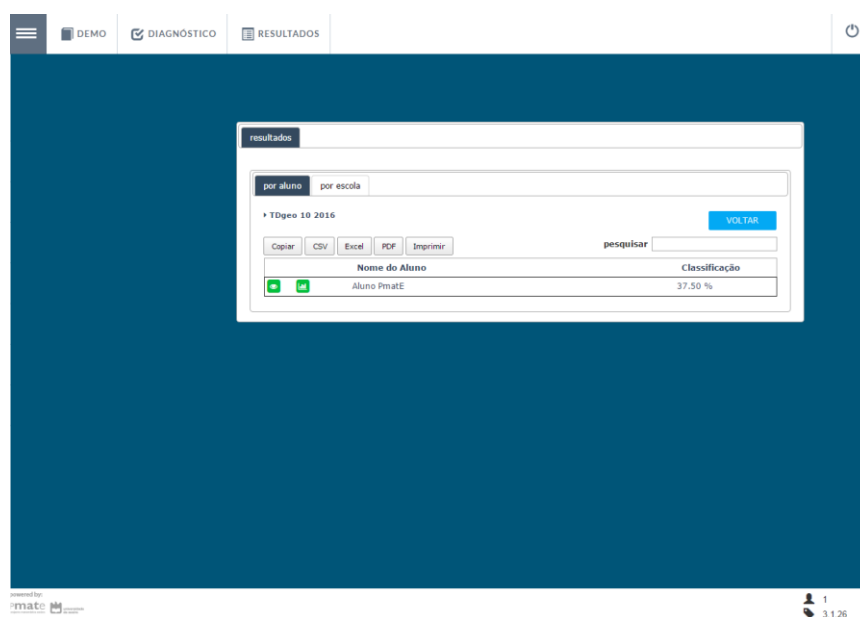 DEMO DIAGNÓSTICO RESULTADOS
resultados
por aluno por escola
TDgeo 10 2016
VOLTAR
Copiar CSV Excel PDF Imprimir pesquisar
Nome do Aluno Classificação
Aluno PmatE 37.50 %
powered by:
pmate
1
3.1.26